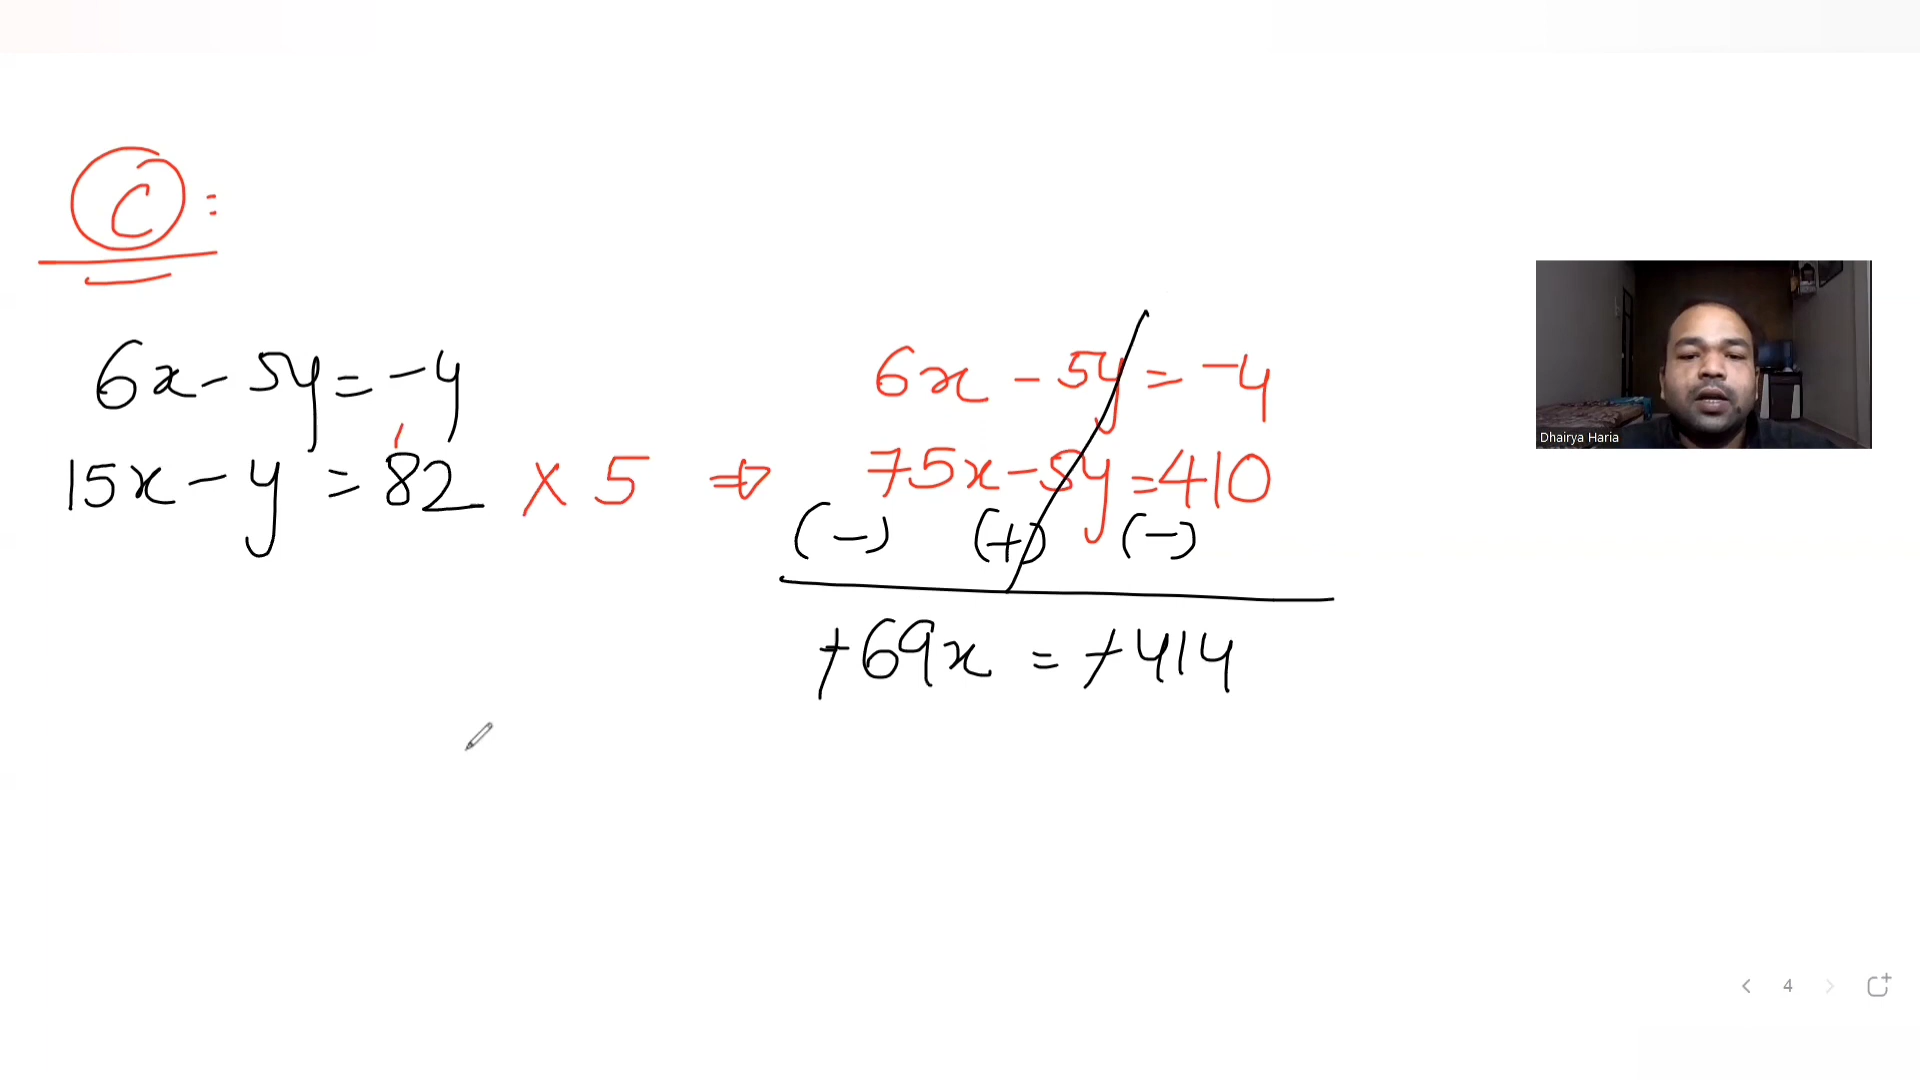 C :
6x - 5y = -4
15x - y = 82 × 5 ⇒
6x - 5y = -4
75x - 5y = 410
(-) (+) (-)
+69x = +414
Dhairya Haria
4